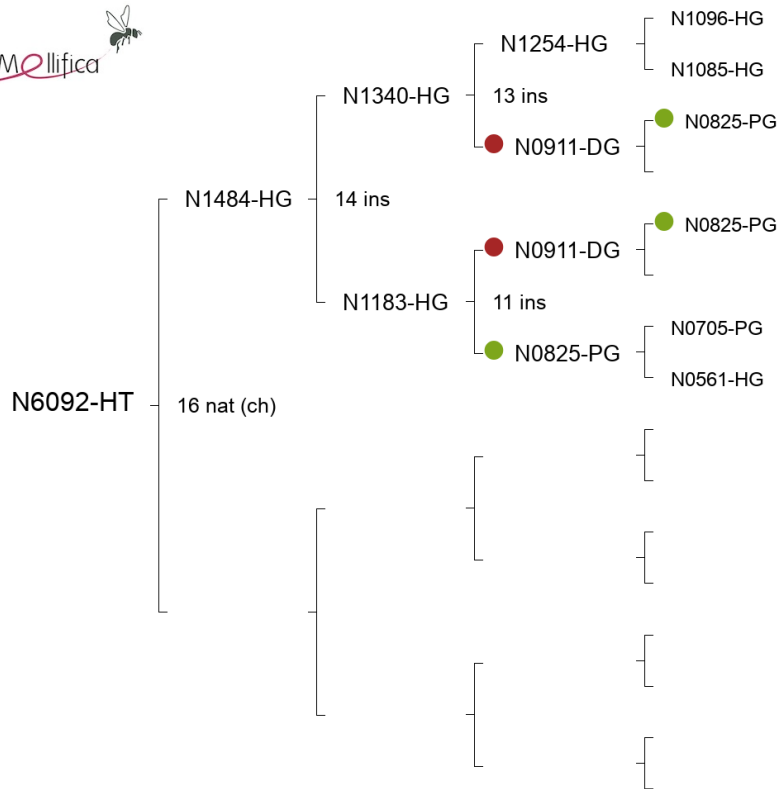 Mellifica
N1096-HG
N1254-HG
N1085-HG
N1340-HG
13 ins
N0825-PG
N0911-DG
N1484-HG
14 ins
N0825-PG
N0911-DG
N1183-HG
11 ins
N0705-PG
N0825-PG
N0561-HG
N6092-HT
16 nat (ch)